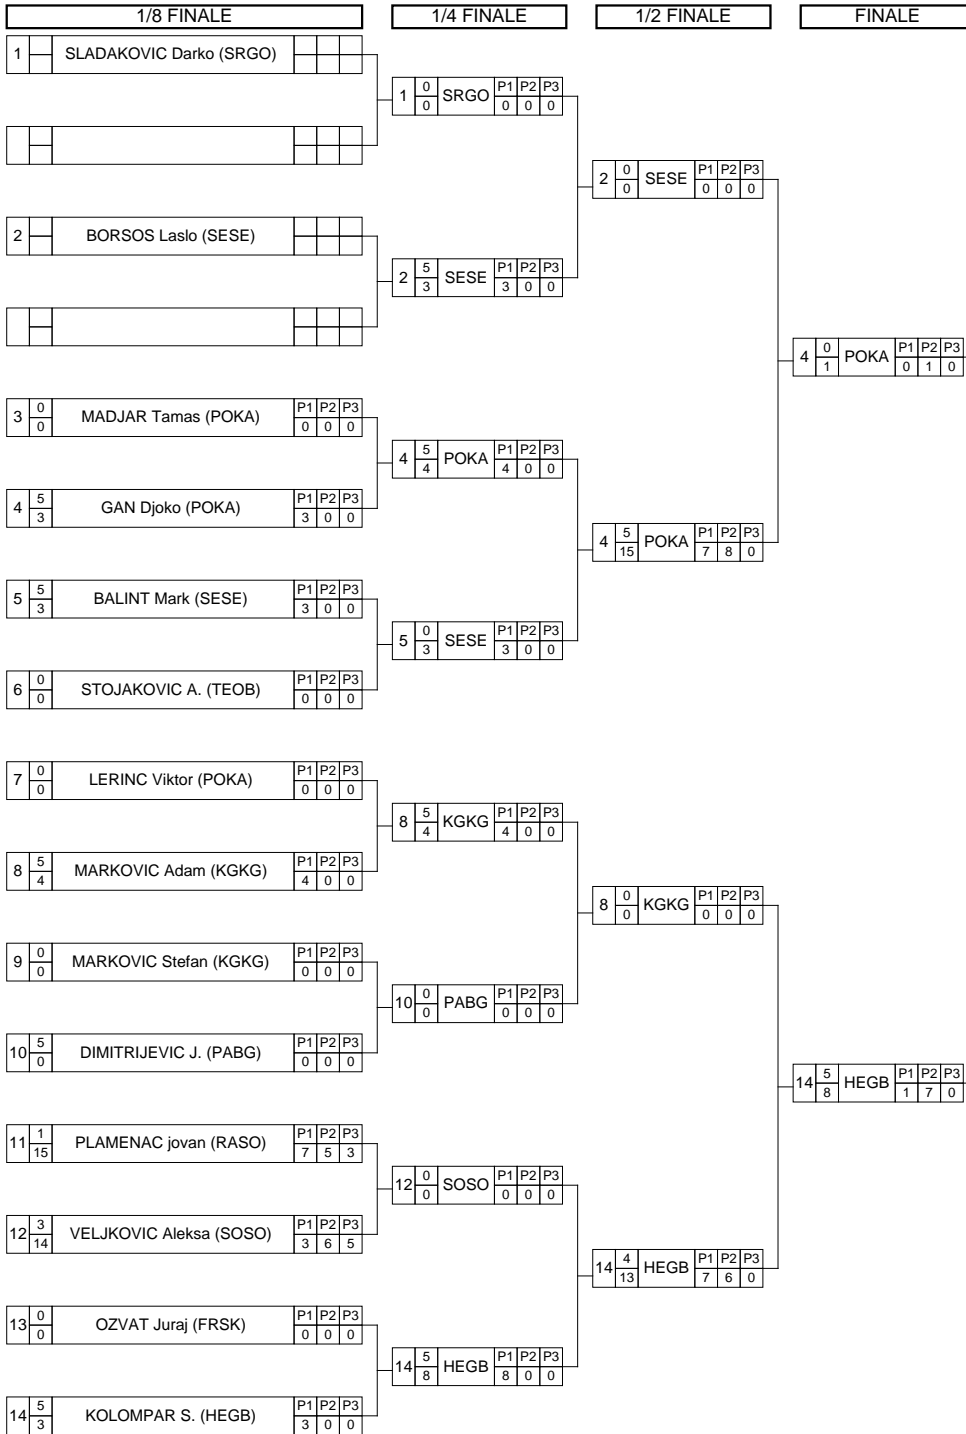 1/8 FINALE 1/4 FINALE 1/2 FINALE FINALE
1 SLADAKOVIC Darko (SRGO)
1 0 SRGO P1 P2 P3
0 0 0 0
2 0 SESE P1 P2 P3
0 0 0 0
2 BORSOS Laslo (SESE)
2 5 SESE P1 P2 P3
3 3 0 0
4 0 POKA P1 P2 P3
1 0 1 0
3 0 MADJAR Tamas (POKA) P1 P2 P3
0 0 0 0
4 5 POKA P1 P2 P3
4 4 0 0
4 5 GAN Djoko (POKA) P1 P2 P3
3 3 0 0
4 5 POKA P1 P2 P3
15 7 8 0
5 5 BALINT Mark (SESE) P1 P2 P3
3 3 0 0
5 0 SESE P1 P2 P3
3 3 0 0
6 0 STOJAKOVIC A. (TEOB) P1 P2 P3
0 0 0 0
7 0 LERINC Viktor (POKA) P1 P2 P3
0 0 0 0
8 5 KGKG P1 P2 P3
4 4 0 0
8 5 MARKOVIC Adam (KGKG) P1 P2 P3
4 4 0 0
8 0 KGKG P1 P2 P3
0 0 0 0
9 0 MARKOVIC Stefan (KGKG) P1 P2 P3
0 0 0 0
10 0 PABG P1 P2 P3
0 0 0 0
10 5 DIMITRIJEVIC J. (PABG) P1 P2 P3
0 0 0 0
14 5 HEGB P1 P2 P3
8 1 7 0
11 1 PLAMENAC jovan (RASO) P1 P2 P3
15 7 5 3
12 0 SOSO P1 P2 P3
0 0 0 0
12 3 VELJKOVIC Aleksa (SOSO) P1 P2 P3
14 3 6 5
14 4 HEGB P1 P2 P3
13 7 6 0
13 0 OZVAT Juraj (FRSK) P1 P2 P3
0 0 0 0
14 5 HEGB P1 P2 P3
8 8 0 0
14 5 KOLOMPAR S. (HEGB) P1 P2 P3
3 3 0 0